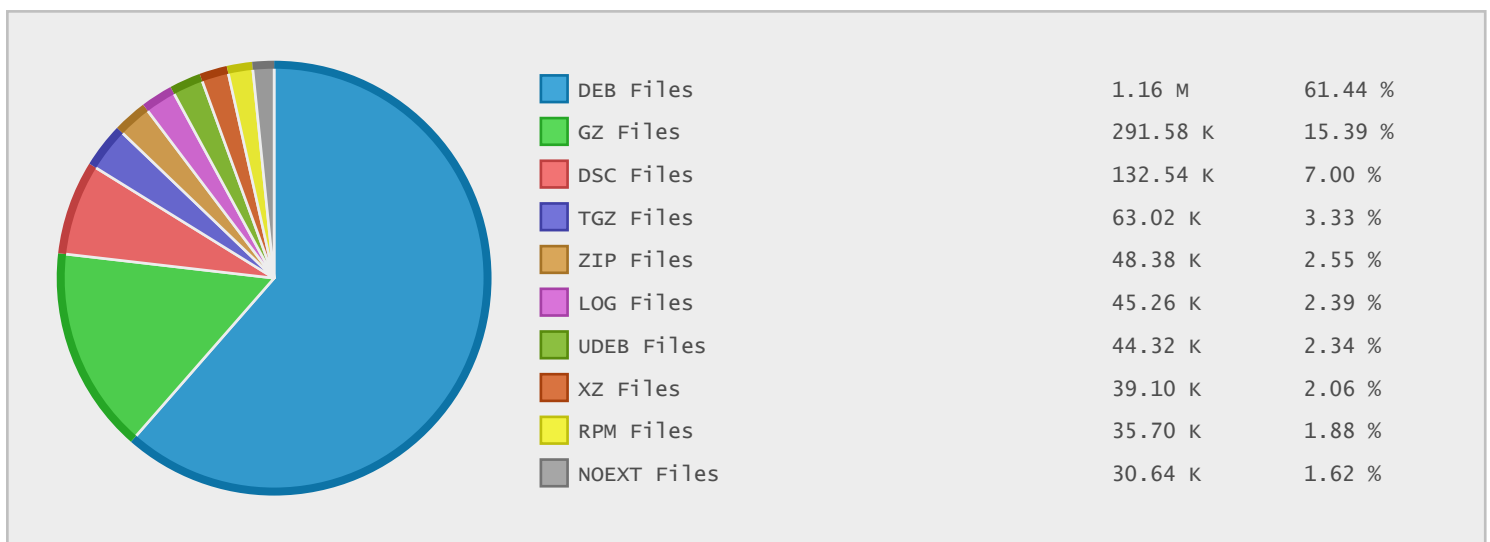 DEB Files 1.16 M 61.44 %
GZ Files 291.58 K 15.39 %
DSC Files 132.54 K 7.00 %
TGZ Files 63.02 K 3.33 %
ZIP Files 48.38 K 2.55 %
LOG Files 45.26 K 2.39 %
UDEB Files 44.32 K 2.34 %
XZ Files 39.10 K 2.06 %
RPM Files 35.70 K 1.88 %
NOEXT Files 30.64 K 1.62 %